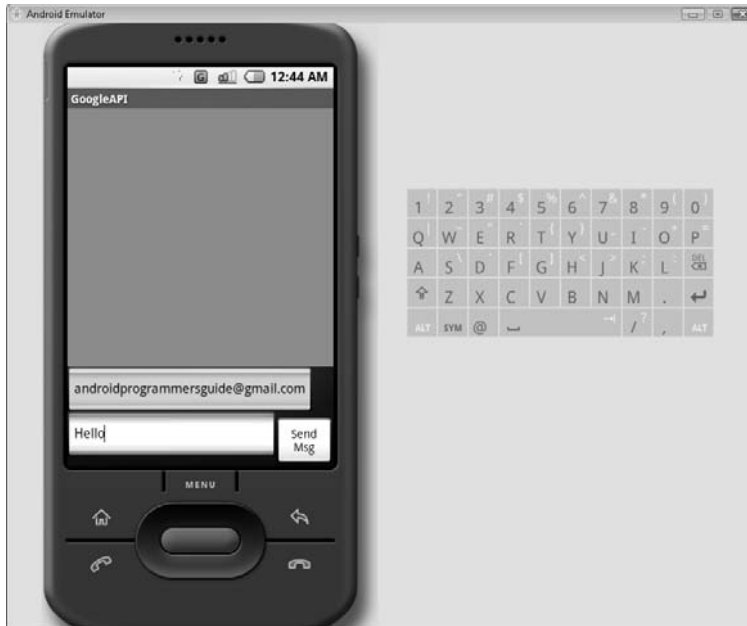 Android Emulator
G 12:44 AM
GoogleAPI
androidprogrammersguide@gmail.com
Hello
Send
Msg
MENU
1 ! 2 " 3 # 4 $ 5 % 6 ^ 7 & 8 * 9 ( 0 )
Q W E R T Y U I O P
A S D F G H J K L DEL
Z X C V B N M .
ALT SYM @ / ? , ALT